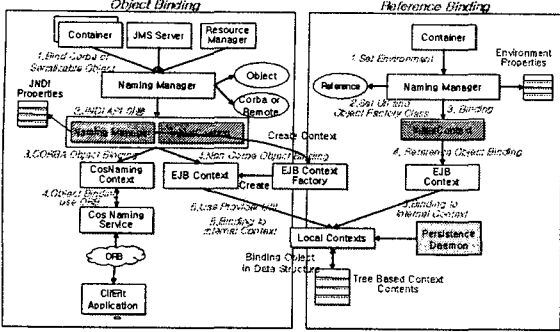 Object Binding
Reference Binding
Container
JMS Server
Resource
Manager
Container
1. Bind Corba or
Serializable Object
1. Set Environment
Environment
Properties
JNDI
Properties
Naming Manager
Object
Reference
Naming Manager
Corba or
Remote
2. Set Url and
Object Factory Class
3. Binding
Naming Manager
Create Context
3. CORBA Object Binding
4. Non Corba Object Binding
4. Reference Object Binding
CosNaming
Context
EJB Context
Create
EJB Context
Factory
EJB
Context
4. Object Binding
use ORB
5. Use Provider Url
5. Binding to
Internal Context
6. Binding to
Internal Context
Cos Naming
Service
Local Contexts
Persistence
Daemon
ORB
Binding Object
in Data Structure
Tree Based Context
Contents
Client
Application